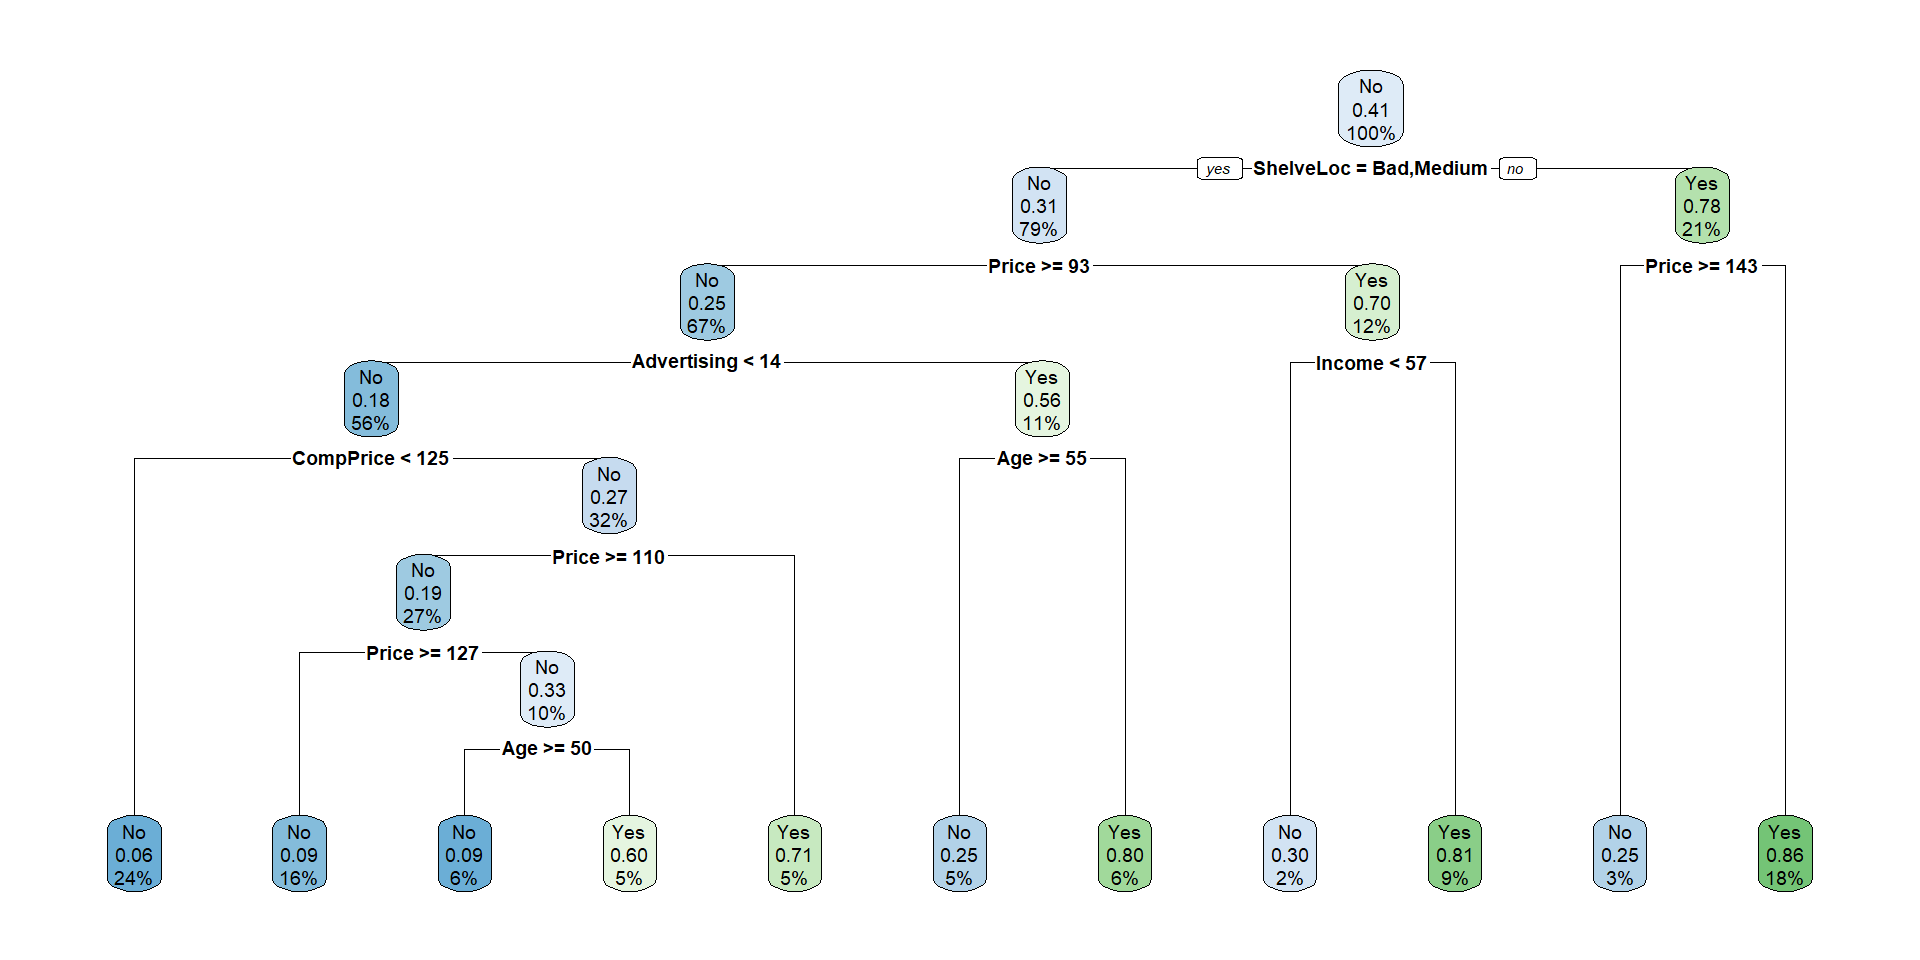 No
0.41
100%
yes ShelveLoc = Bad,Medium no
No
0.31
79%
Yes
0.78
21%
Price >= 93
Price >= 143
No
0.25
67%
Yes
0.70
12%
Advertising < 14
Income < 57
No
0.18
56%
Yes
0.56
11%
CompPrice < 125
Age >= 55
No
0.27
32%
Price >= 110
No
0.19
27%
Price >= 127
No
0.33
10%
Age >= 50
No
0.06
24%
No
0.09
16%
No
0.09
6%
Yes
0.60
5%
Yes
0.71
5%
No
0.25
5%
Yes
0.80
6%
No
0.30
2%
Yes
0.81
9%
No
0.25
3%
Yes
0.86
18%